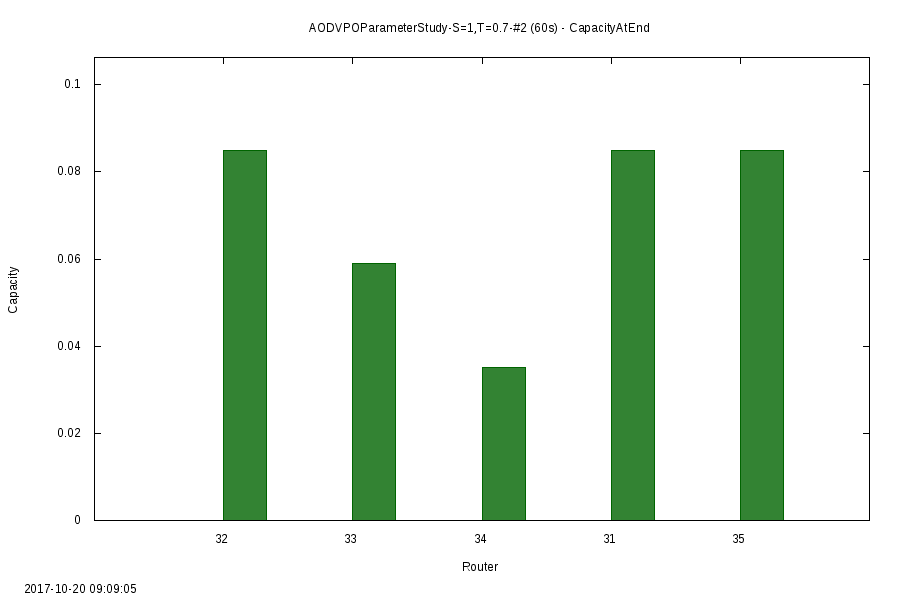 AODVPOParameterStudy-S=1,T=0.7-#2 (60s) - CapacityAtEnd
0.1
0.08
0.06
0.04
0.02
0
Capacity
32 33 34 31 35
Router
2017-10-20 09:09:05